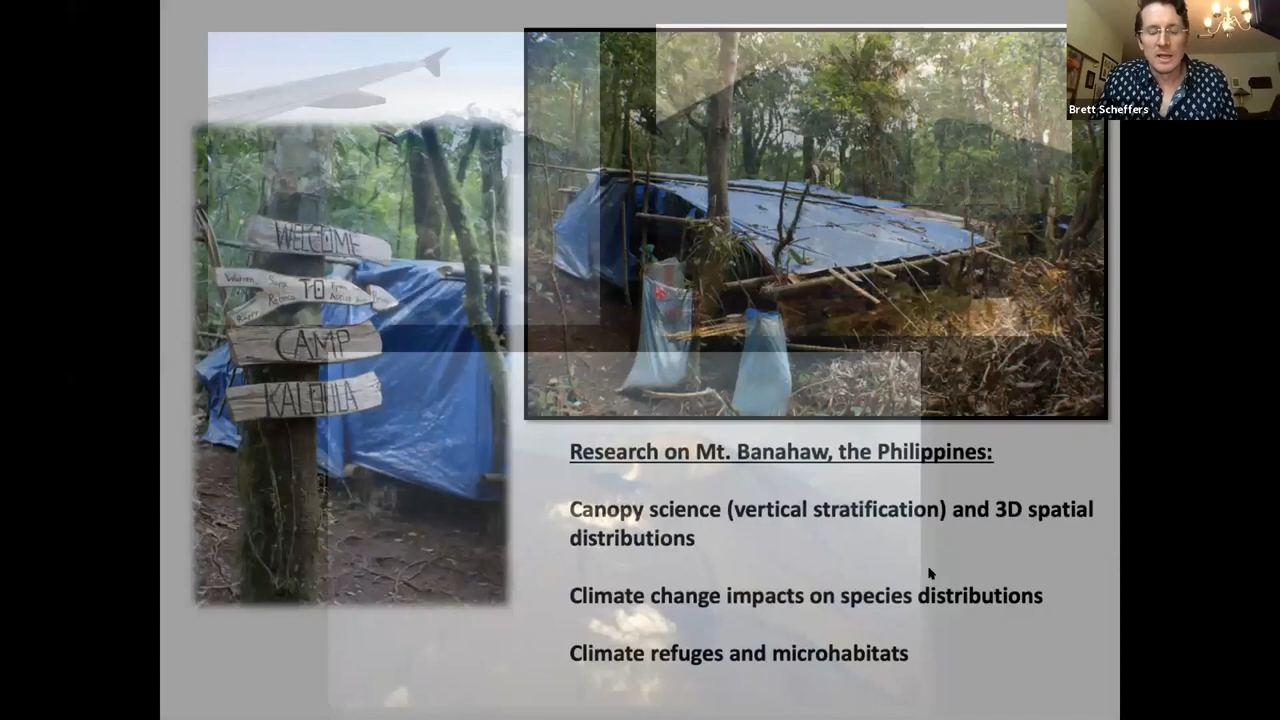 Brett Scheffers
WELCOME
TO
CAMP
KALOULA
Research on Mt. Banahaw, the Philippines:
Canopy science (vertical stratification) and 3D spatial
distributions
Climate change impacts on species distributions
Climate refuges and microhabitats